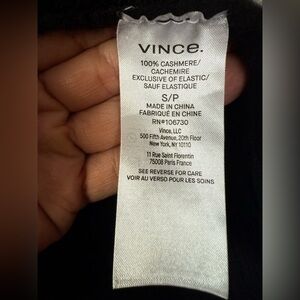 VINCE.
100% CASHMERE/
CACHEMIRE
EXCLUSIVE OF ELASTIC/
SAUF ELASTIQUE
S/P
MADE IN CHINA
FABRIQUÉ EN CHINE
RN#106730
Vince, LLC
500 Fifth Avenue, 20th Floor
New York, NY 10110
11 Rue Saint Florentin
75008 Paris France
SEE REVERSE FOR CARE
VOIR AU VERSO POUR LES SOINS